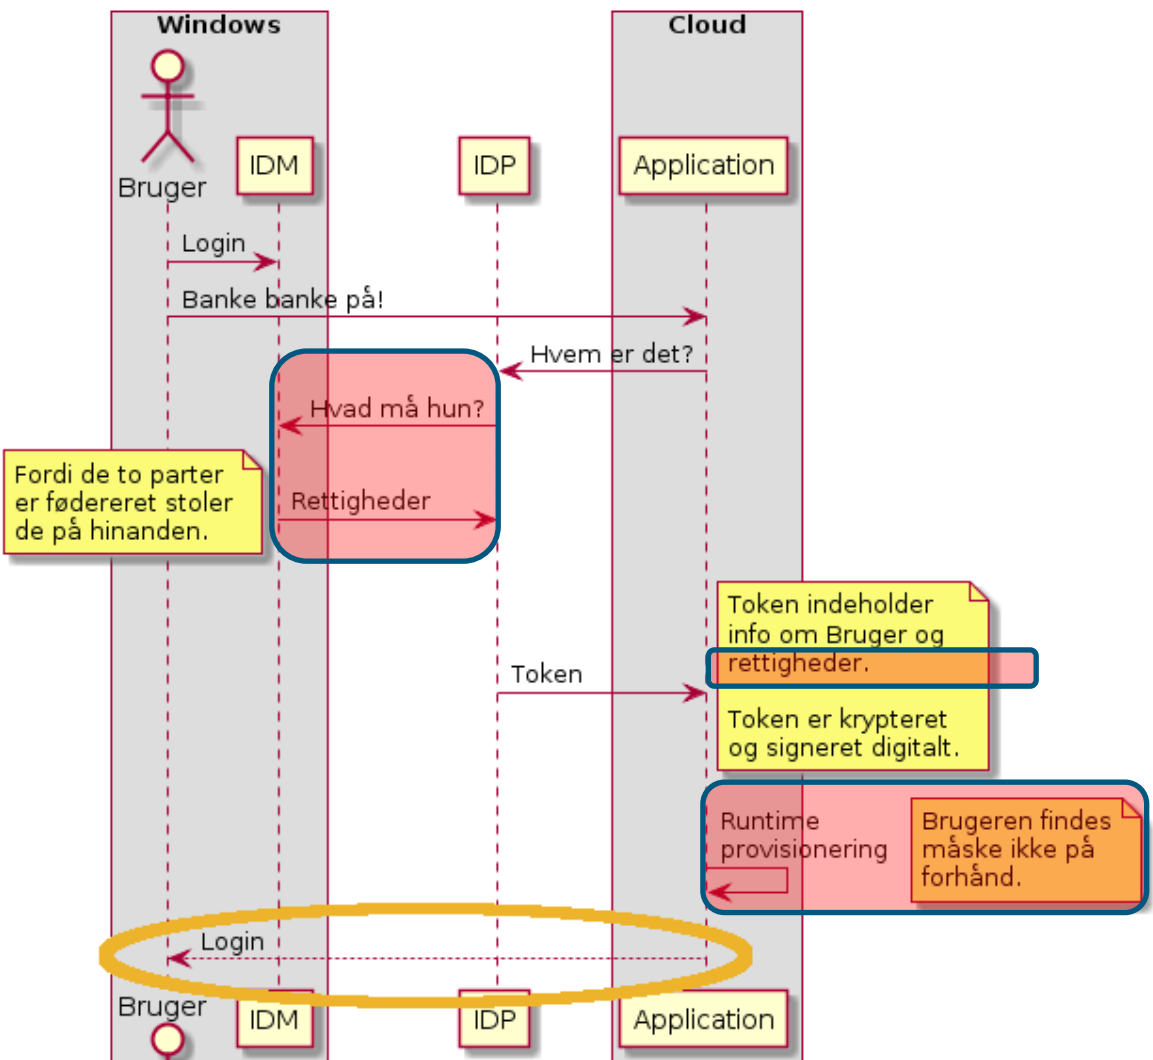 Windows
Cloud
Bruger
IDM
IDP
Application
Login
Banke banke på!
Hvem er det?
Hvad må hun?
Fordi de to parter
er fødereret stoler
de på hinanden.
Rettigheder
Token indeholder
info om Bruger og
rettigheder.
Token er krypteret
og signeret digitalt.
Token
Runtime
provisionering
Brugeren findes
måske ikke på
forhånd.
Login
Bruger
IDM
IDP
Application